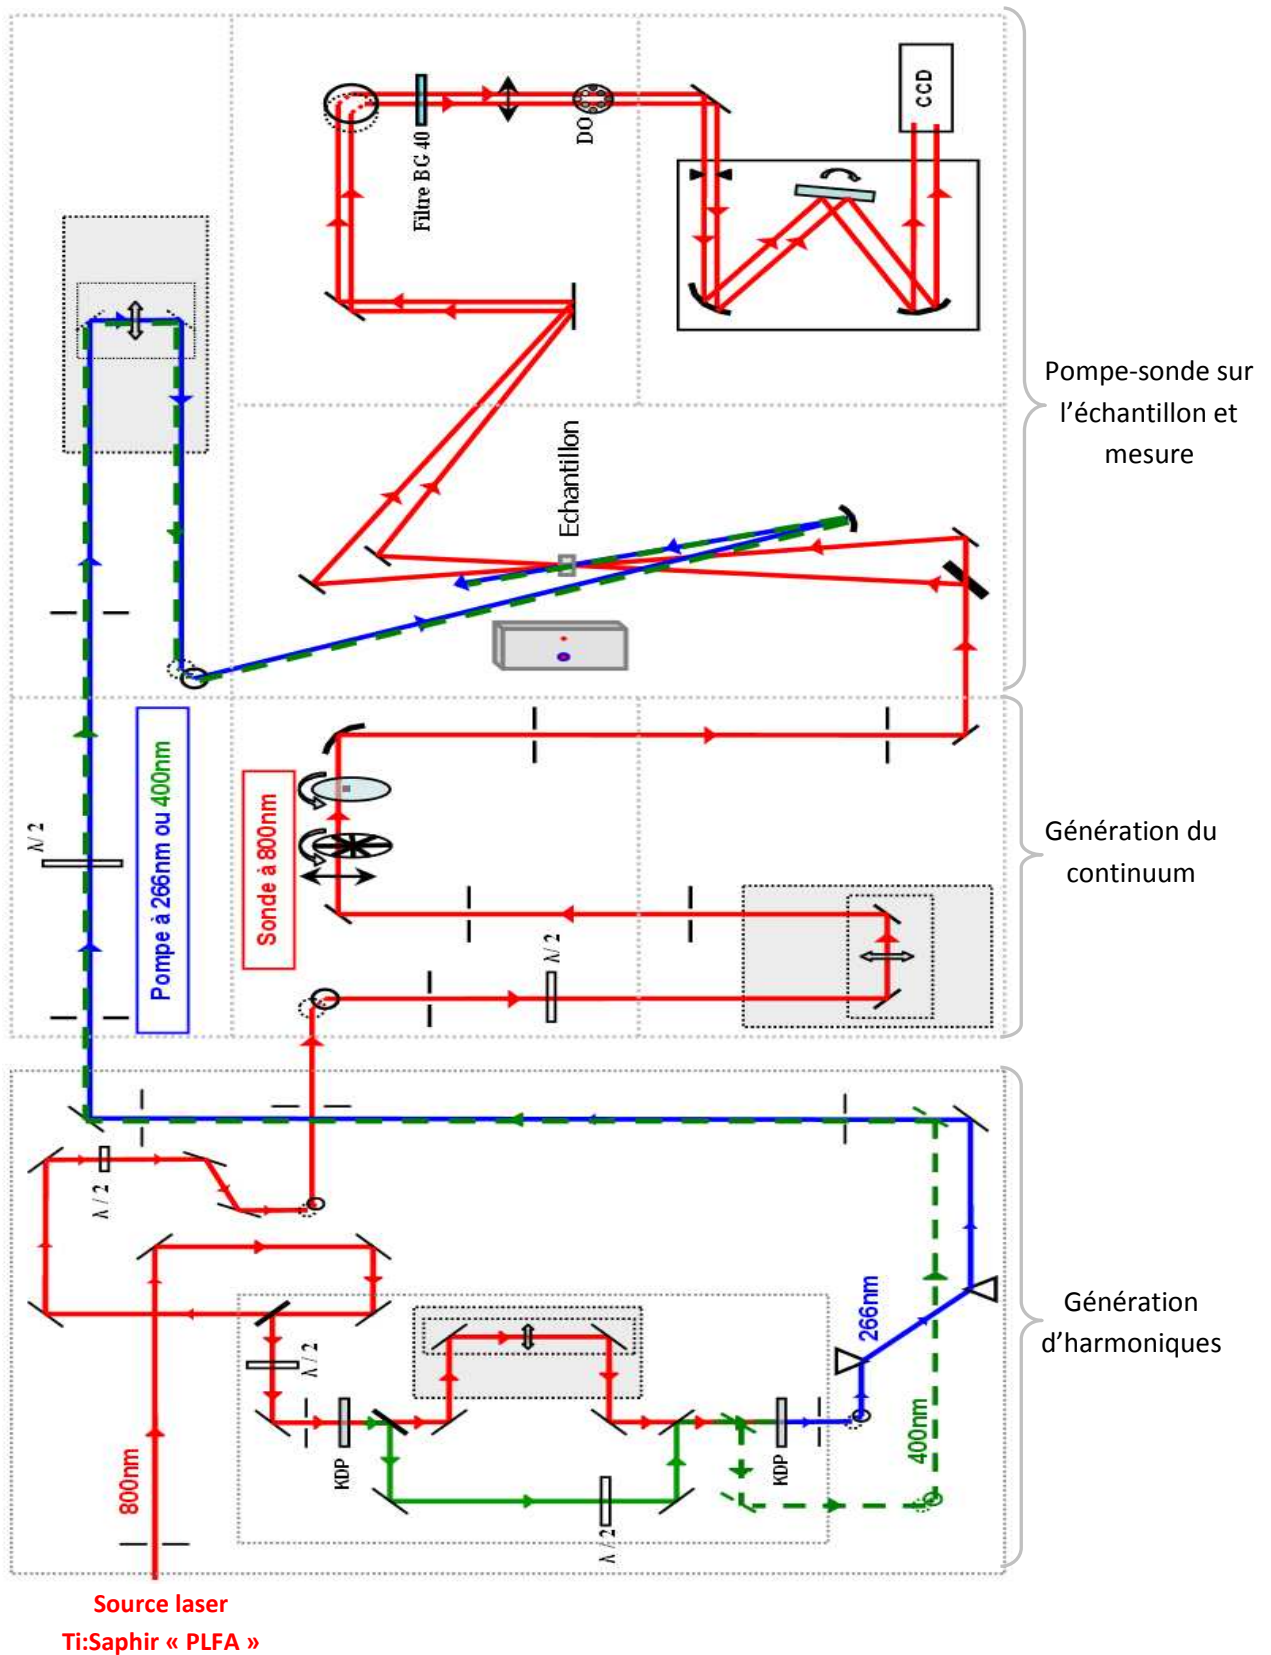 CCD
Filtre BG 40
DO
Pompe-sonde sur
l’échantillon et
mesure
Echantillon
λ/ 2
Pompe à 266nm ou 400nm
Sonde à 800nm
Génération du
continuum
λ/ 2
λ / 2
266nm
Génération
d’harmoniques
λ / 2
800nm
KDP
KDP
400nm
λ / 2
Source laser
Ti:Saphir « PLFA »